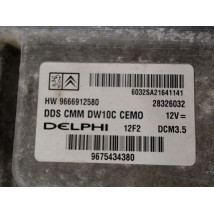 6032SA21641141
HW 9666912580 28326032
DDS CMM DW10C CEMO 12V=
DELPHI 12F2 DCM3.5
9675434380